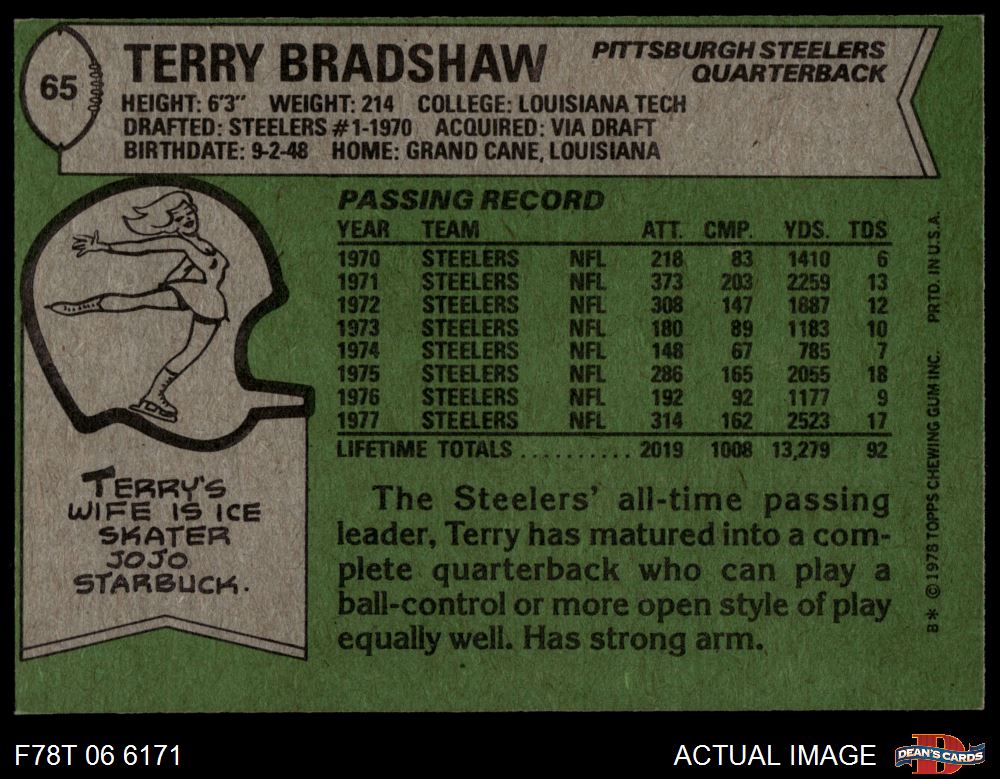 65
TERRY BRADSHAW
PITTSBURGH STEELERS
QUARTERBACK
HEIGHT: 6'3" WEIGHT: 214 COLLEGE: LOUISIANA TECH
DRAFTED: STEELERS #1-1970 ACQUIRED: VIA DRAFT
BIRTHDATE: 9-2-48 HOME: GRAND CANE, LOUISIANA
PASSING RECORD
YEAR TEAM ATT. CMP. YDS. TDS
1970 STEELERS NFL 218 83 1410 6
1971 STEELERS NFL 373 203 2259 13
1972 STEELERS NFL 308 147 1887 12
1973 STEELERS NFL 180 89 1183 10
1974 STEELERS NFL 148 67 785 7
1975 STEELERS NFL 286 165 2055 18
1976 STEELERS NFL 192 92 1177 9
1977 STEELERS NFL 314 162 2523 17
LIFETIME TOTALS .......... 2019 1008 13,279 92
TERRY'S
WIFE IS ICE
SKATER
JOJO
STARBUCK.
The Steelers' all-time passing
leader, Terry has matured into a com-
plete quarterback who can play a
ball-control or more open style of play
equally well. Has strong arm.
B* ©1978 TOPPS CHEWING GUM INC. PRTD. IN U.S.A.
F78T 06 6171
ACTUAL IMAGE
DEAN'S CARDS